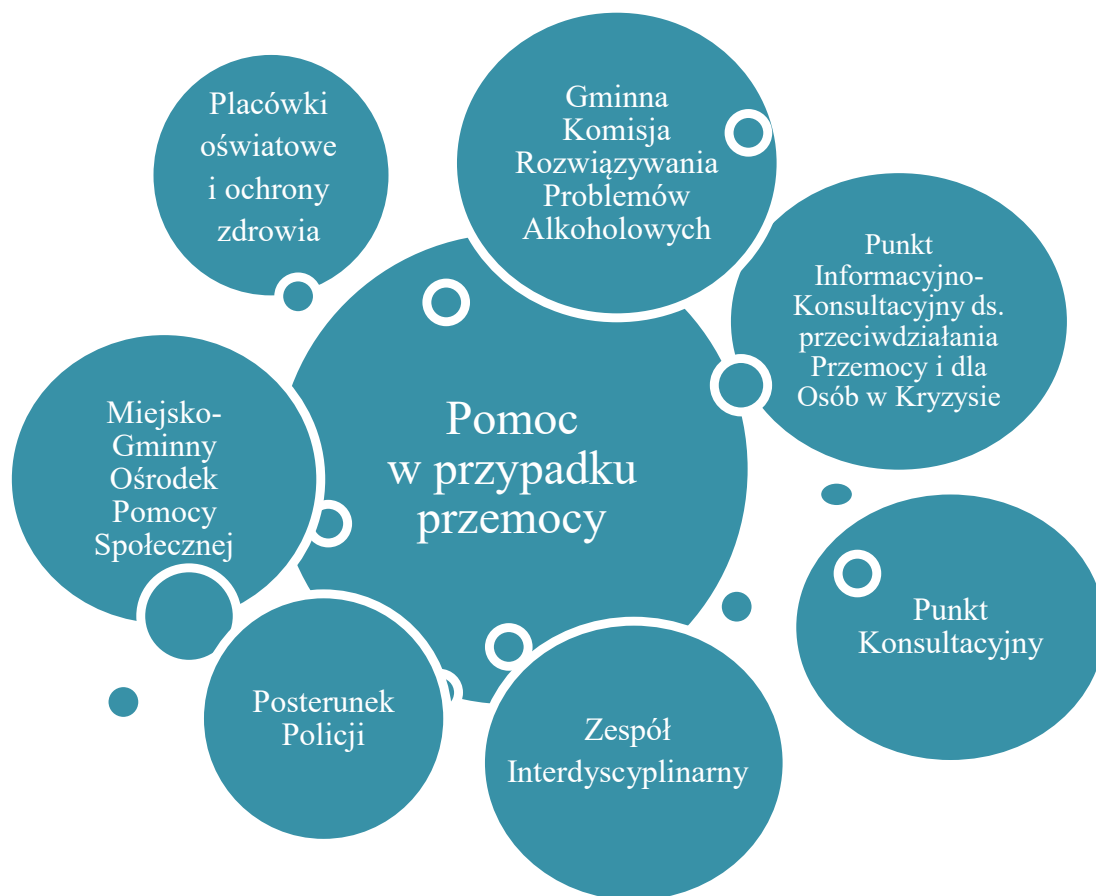 Placówki
oświatowe
i ochrony
zdrowia
Gminna
Komisja
Rozwiązywania
Problemów
Alkoholowych
Punkt
Informacyjno-
Konsultacyjny ds.
przeciwdziałania
Przemocy i dla
Osób w Kryzysie
Miejsko-
Gminny
Ośrodek
Pomocy
Społecznej
Pomoc
w przypadku
przemocy
Punkt
Konsultacyjny
Posterunek
Policji
Zespół
Interdyscyplinarny